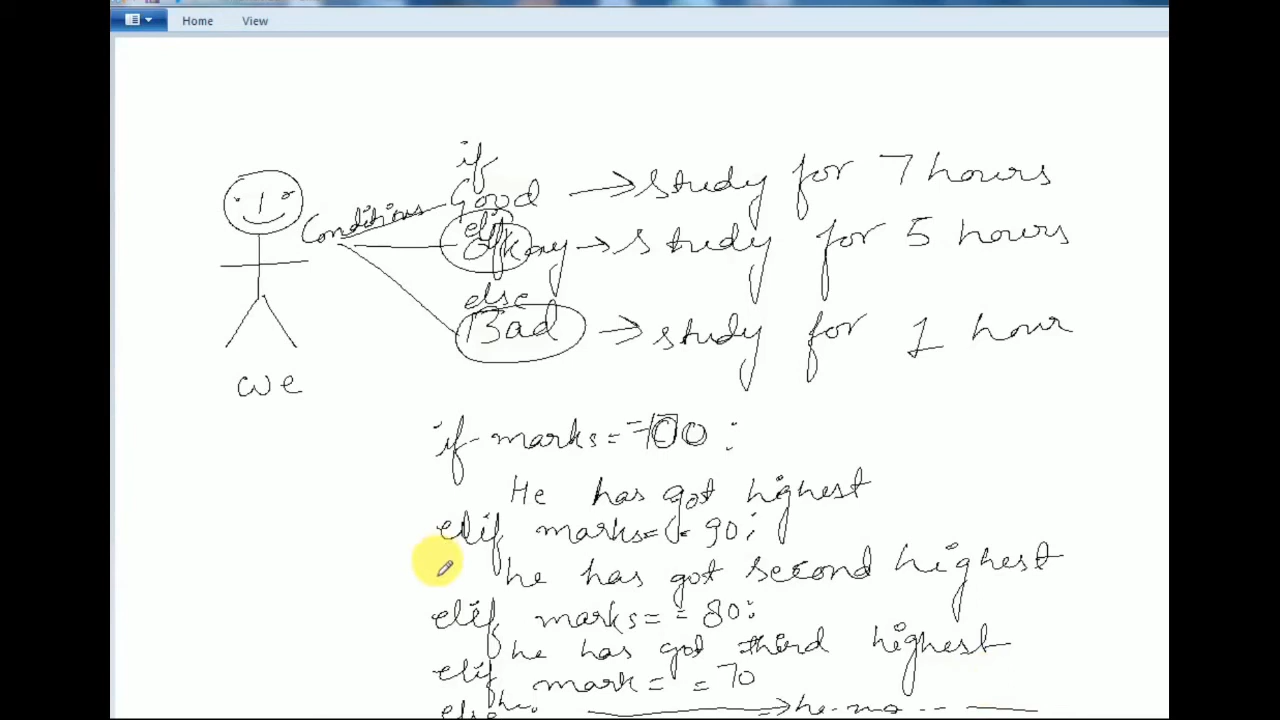 Home View
if
Good → study for 7 hours
Conditions
elif
Okay → study for 5 hours
else
Bad → study for 1 hour
we
if marks==100:
He has got highest
elif marks== 90:
he has got second highest
elif marks== 80:
he has got third highest
elif mark==70
else